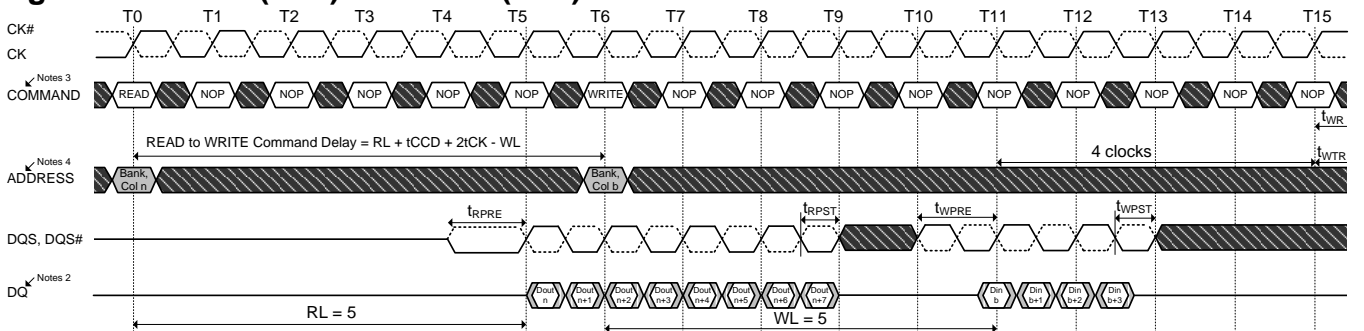 T0 T1 T2 T3 T4 T5 T6 T7 T8 T9 T10 T11 T12 T13 T14 T15
CK#
CK
Notes 3
COMMAND READ NOP NOP NOP NOP NOP WRITE NOP NOP NOP NOP NOP NOP NOP NOP NOP
tWR
READ to WRITE Command Delay = RL + tCCD + 2tCK - WL
4 clocks
tWTR
Notes 4
ADDRESS
Bank, Col n
Bank, Col b
tRPRE tRPST tWPRE tWPST
DQS, DQS#
Notes 2
DQ
Dout n Dout n+1 Dout n+2 Dout n+3 Dout n+4 Dout n+5 Dout n+6 Dout n+7 Din b Din b+1 Din b+2 Din b+3
RL = 5 WL = 5